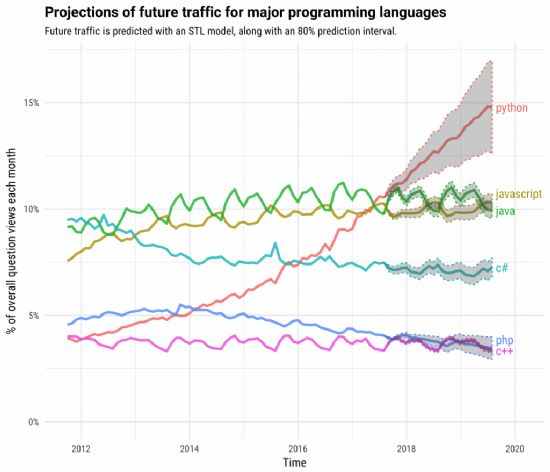 Projections of future traffic for major programming languages
Future traffic is predicted with an STL model, along with an 80% prediction interval.
% of overall question views each month
15%
10%
5%
0%
python
javascript
java
c#
php
c++
2012
2014
2016
2018
2020
Time